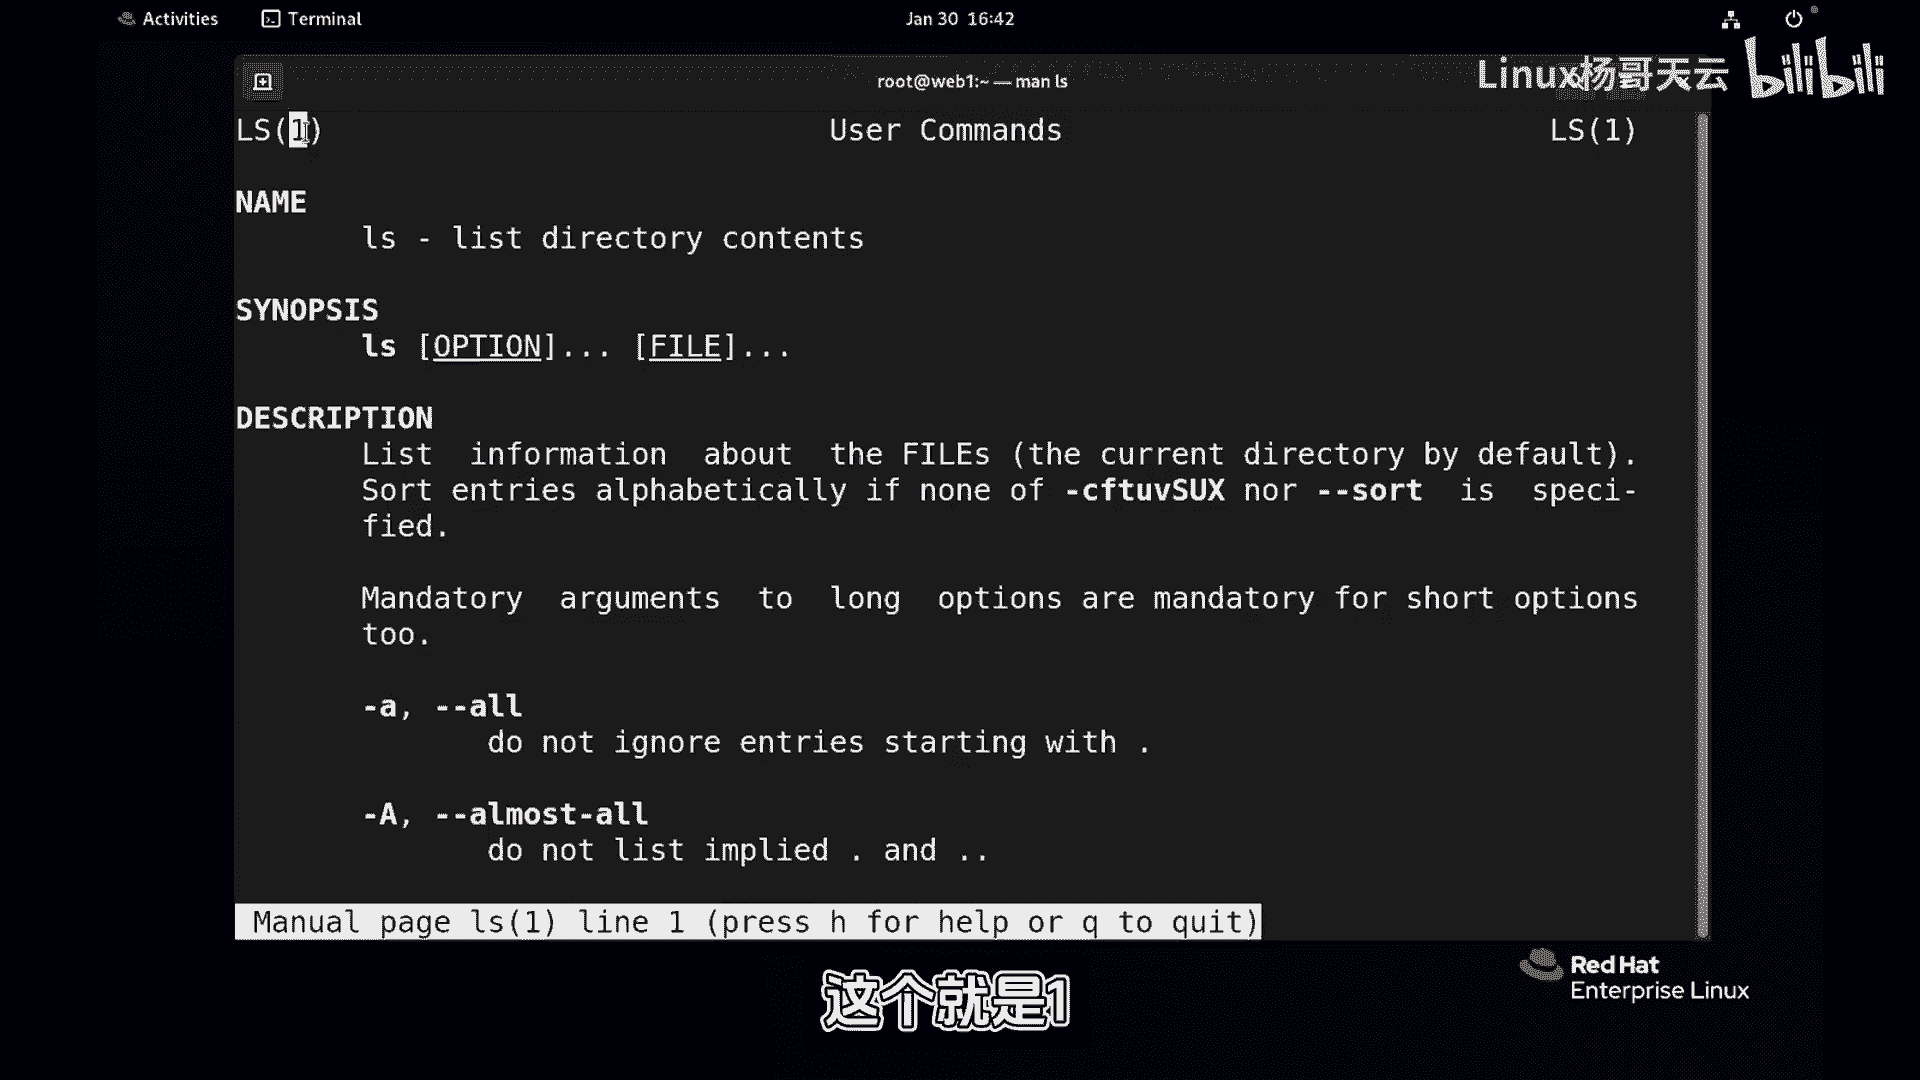 Activities Terminal Jan 30 16:42
root@web1:~ — man ls
Linux杨哥天云 bilibili
LS(1) User Commands LS(1)
NAME
ls - list directory contents
SYNOPSIS
ls [OPTION]... [FILE]...
DESCRIPTION
List information about the FILEs (the current directory by default).
Sort entries alphabetically if none of -cftuvSUX nor --sort is speci-
fied.
Mandatory arguments to long options are mandatory for short options
too.
-a, --all
do not ignore entries starting with .
-A, --almost-all
do not list implied . and ..
Manual page ls(1) line 1 (press h for help or q to quit)
Red Hat
Enterprise Linux
这个就是1